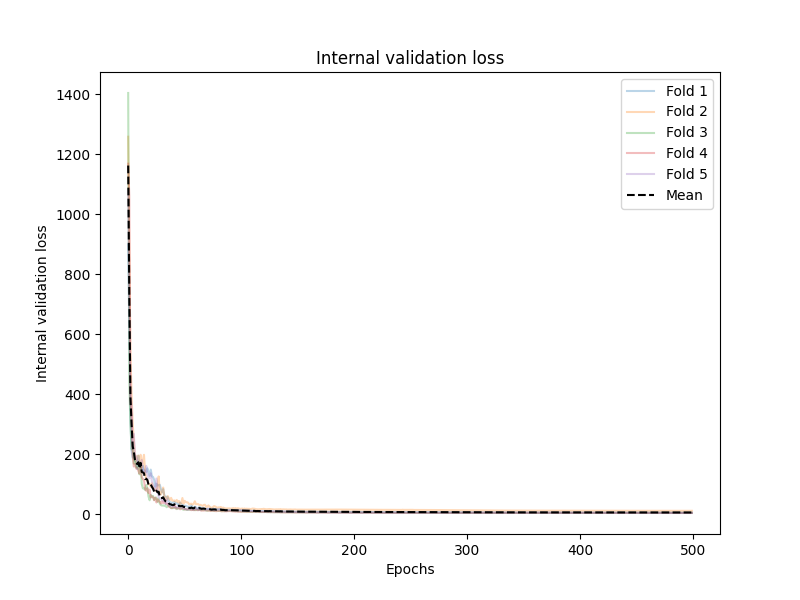 Internal validation loss
Internal validation loss
1400
1200
1000
800
600
400
200
0
0 100 200 300 400 500
Epochs
Fold 1
Fold 2
Fold 3
Fold 4
Fold 5
Mean